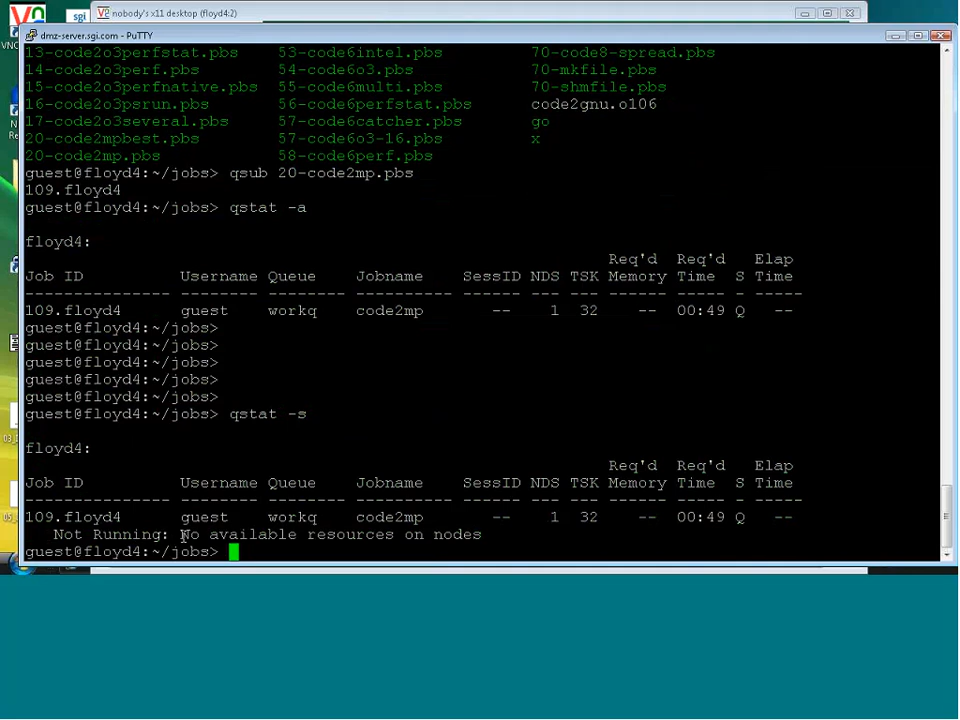 sgi
nobody's x11 desktop (floyd4:2)
dmz-server.sgi.com - PuTTY
13-code2o3perfstat.pbs 53-code6intel.pbs 70-code8-spread.pbs
14-code2o3perf.pbs 54-code6o3.pbs 70-mkfile.pbs
15-code2o3perfnative.pbs 55-code6multi.pbs 70-shmfile.pbs
16-code2o3psrun.pbs 56-code6perfstat.pbs code2gnu.o106
17-code2o3several.pbs 57-code6catcher.pbs go
20-code2mpbest.pbs 57-code6o3-16.pbs x
20-code2mp.pbs 58-code6perf.pbs
guest@floyd4:~/jobs> qsub 20-code2mp.pbs
109.floyd4
guest@floyd4:~/jobs> qstat -a
floyd4:
Req'd Req'd Elap
Job ID Username Queue Jobname SessID NDS TSK Memory Time S Time
--------------- -------- -------- ---------- ------ --- --- ------ ----- - -----
109.floyd4 guest workq code2mp -- 1 32 -- 00:49 Q --
guest@floyd4:~/jobs>
guest@floyd4:~/jobs>
guest@floyd4:~/jobs>
guest@floyd4:~/jobs>
guest@floyd4:~/jobs>
guest@floyd4:~/jobs> qstat -s
floyd4:
Req'd Req'd Elap
Job ID Username Queue Jobname SessID NDS TSK Memory Time S Time
--------------- -------- -------- ---------- ------ --- --- ------ ----- - -----
109.floyd4 guest workq code2mp -- 1 32 -- 00:49 Q --
Not Running: No available resources on nodes
guest@floyd4:~/jobs>